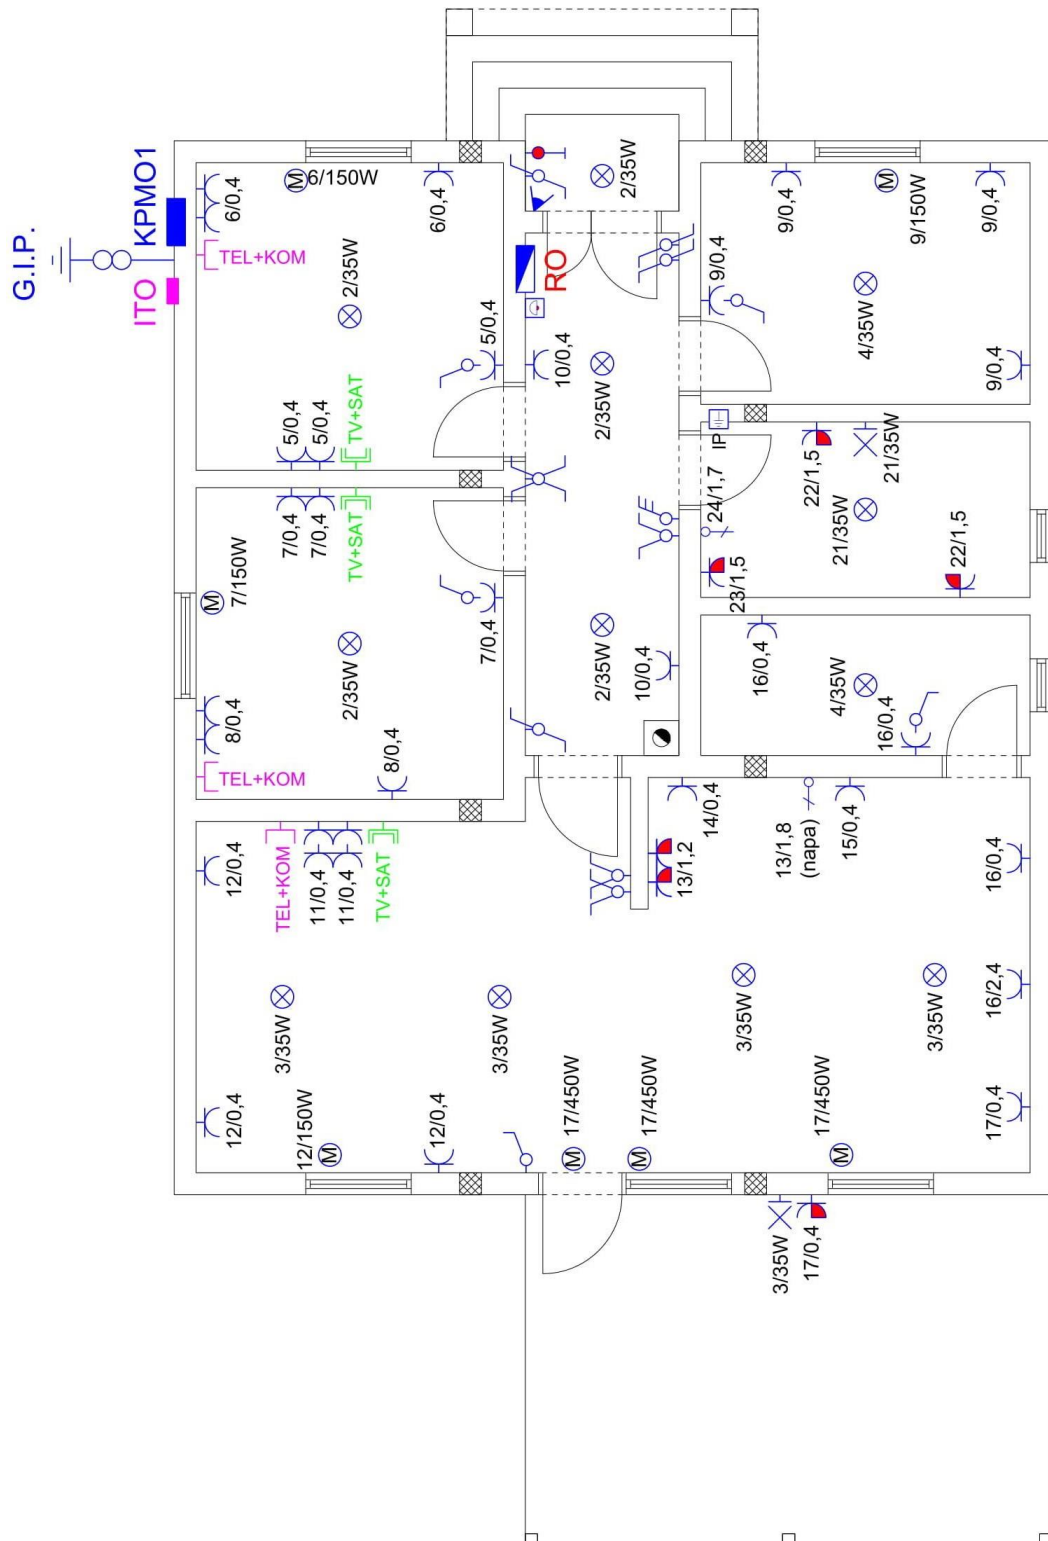 G.I.P.
ITO
KPMO1
12/0,4
12/0,4
8/0,4
TEL+KOM
7/150W
6/0,4
TEL+KOM
3/35W
TEL+KOM
7/0,4
5/0,4
12/150W
11/0,4
7/0,4
5/0,4
M
M
M
6/150W
11/0,4
2/35W
TV+SAT
TV+SAT
2/35W
TV+SAT
8/0,4
12/0,4
6/0,4
7/0,4
5/0,4
3/35W
RO
10/0,4
M
17/450W
2/35W
2/35W
2/35W
M
17/450W
10/0,4
13/1,2
14/0,4
24/1,7
IP
9/0,4
23/1,5
3/35W
16/0,4
13/1,8
(napa)
9/0,4
3/35W
17/0,4
M
17/450W
15/0,4
4/35W
21/35W
22/1,5
4/35W
16/0,4
21/35W
M
9/150W
3/35W
22/1,5
17/0,4
16/2,4
16/0,4
9/0,4
9/0,4